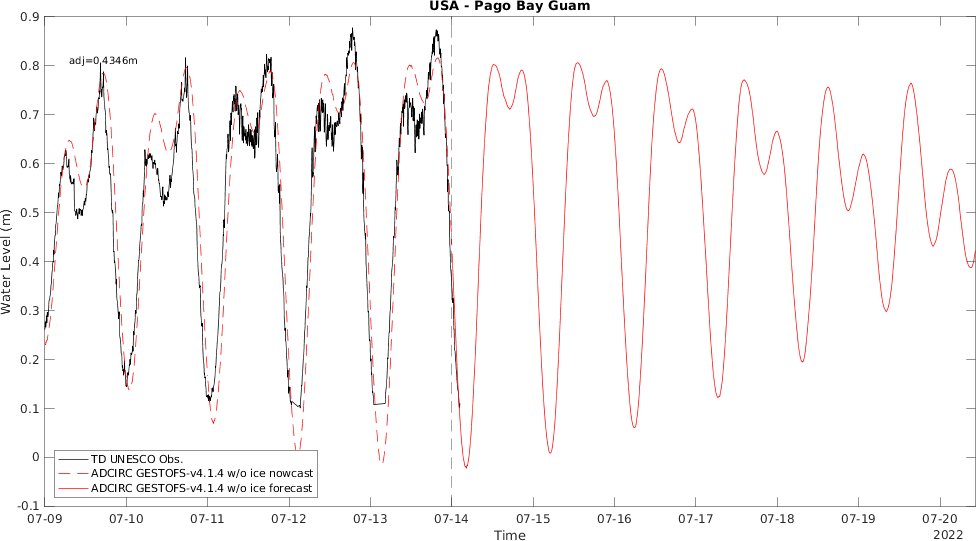 USA - Pago Bay Guam
adj=0.4346m
0.9
0.8
0.7
0.6
0.5
0.4
0.3
0.2
0.1
0
-0.1
Water Level (m)
TD UNESCO Obs.
ADCIRC GESTOFS-v4.1.4 w/o ice nowcast
ADCIRC GESTOFS-v4.1.4 w/o ice forecast
07-09 07-10 07-11 07-12 07-13 07-14 07-15 07-16 07-17 07-18 07-19 07-20
Time
2022